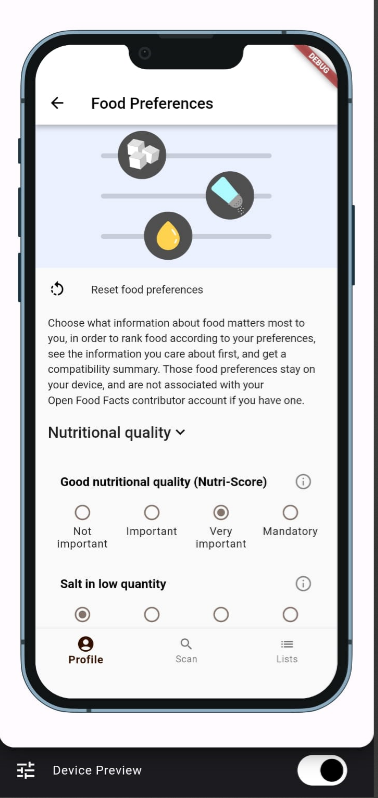 DEBUG
Food Preferences
Reset food preferences
Choose what information about food matters most to
you, in order to rank food according to your preferences,
see the information you care about first, and get a
compatibility summary. Those food preferences stay on
your device, and are not associated with your
Open Food Facts contributor account if you have one.
Nutritional quality
Good nutritional quality (Nutri-Score)
Not
important
Important
Very
important
Mandatory
Salt in low quantity
Profile
Scan
Lists
Device Preview